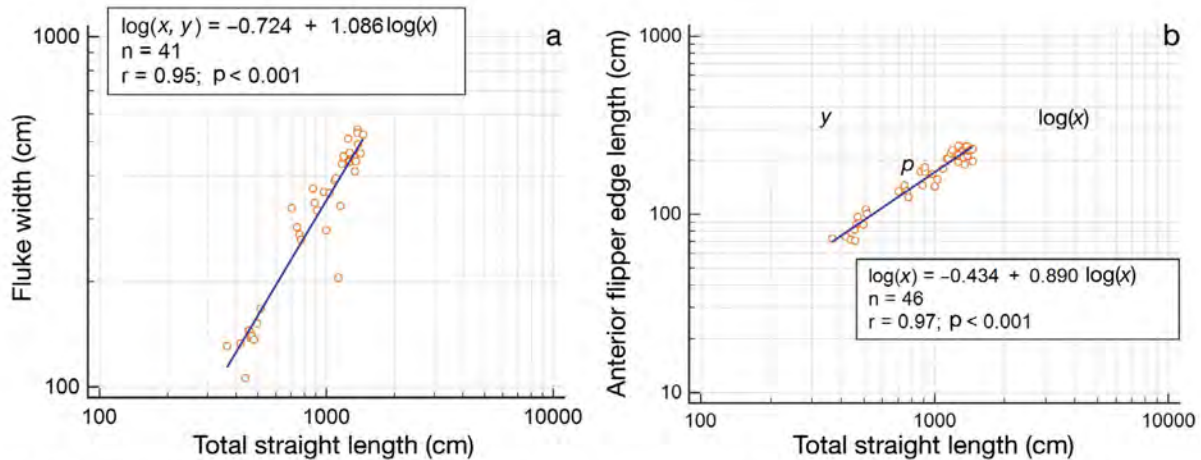 log(x, y) = −0.724 + 1.086 log(x)
n = 41
r = 0.95; p < 0.001
a
1000
100
Fluke width (cm)
100
1000
10000
Total straight length (cm)
b
1000
100
10
Anterior flipper edge length (cm)
y
log(x)
p
log(x) = −0.434 + 0.890 log(x)
n = 46
r = 0.97; p < 0.001
100
1000
10000
Total straight length (cm)